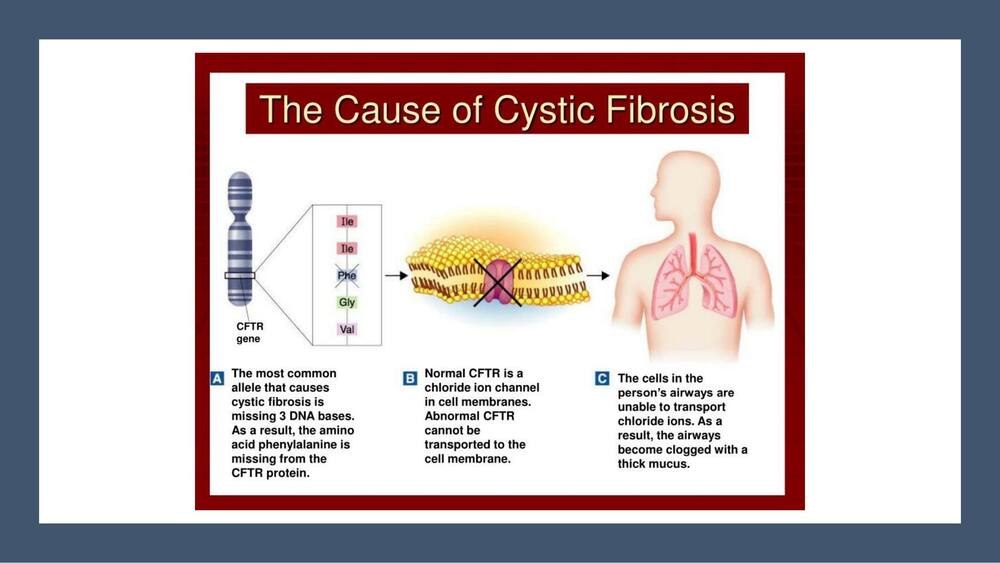 The Cause of Cystic Fibrosis
Ile
Ile
Phe
Gly
Val
CFTR
gene
A
The most common
allele that causes
cystic fibrosis is
missing 3 DNA bases.
As a result, the amino
acid phenylalanine is
missing from the
CFTR protein.
B
Normal CFTR is a
chloride ion channel
in cell membranes.
Abnormal CFTR
cannot be
transported to the
cell membrane.
C
The cells in the
person's airways are
unable to transport
chloride ions. As a
result, the airways
become clogged with a
thick mucus.